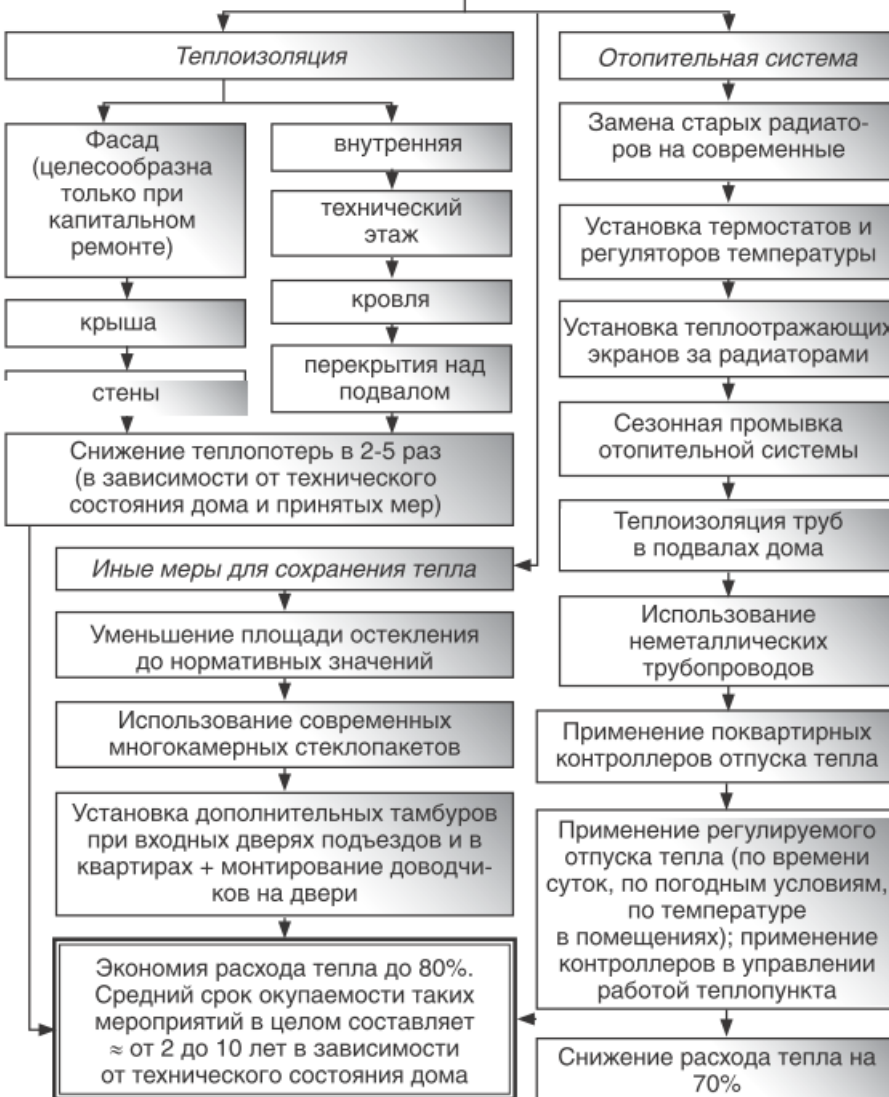 Теплоизоляция
Фасад
(целесообразна
только при
капитальном
ремонте)
крыша
стены
внутренняя
технический
этаж
кровля
перекрытия над
подвалом
Снижение теплопотерь в 2-5 раз
(в зависимости от технического
состояния дома и принятых мер)
Иные меры для сохранения тепла
Уменьшение площади остекления
до нормативных значений
Использование современных
многокамерных стеклопакетов
Установка дополнительных тамбуров
при входных дверях подъездов и в
квартирах + монтирование доводчи-
ков на двери
Экономия расхода тепла до 80%.
Средний срок окупаемости таких
мероприятий в целом составляет
≈ от 2 до 10 лет в зависимости
от технического состояния дома
Отопительная система
Замена старых радиато-
ров на современные
Установка термостатов и
регуляторов температуры
Установка теплоотражающих
экранов за радиаторами
Сезонная промывка
отопительной системы
Теплоизоляция труб
в подвалах дома
Использование
неметаллических
трубопроводов
Применение поквартирных
контроллеров отпуска тепла
Применение регулируемого
отпуска тепла (по времени
суток, по погодным условиям,
по температуре
в помещениях); применение
контроллеров в управлении
работой теплопункта
Снижение расхода тепла на
70%